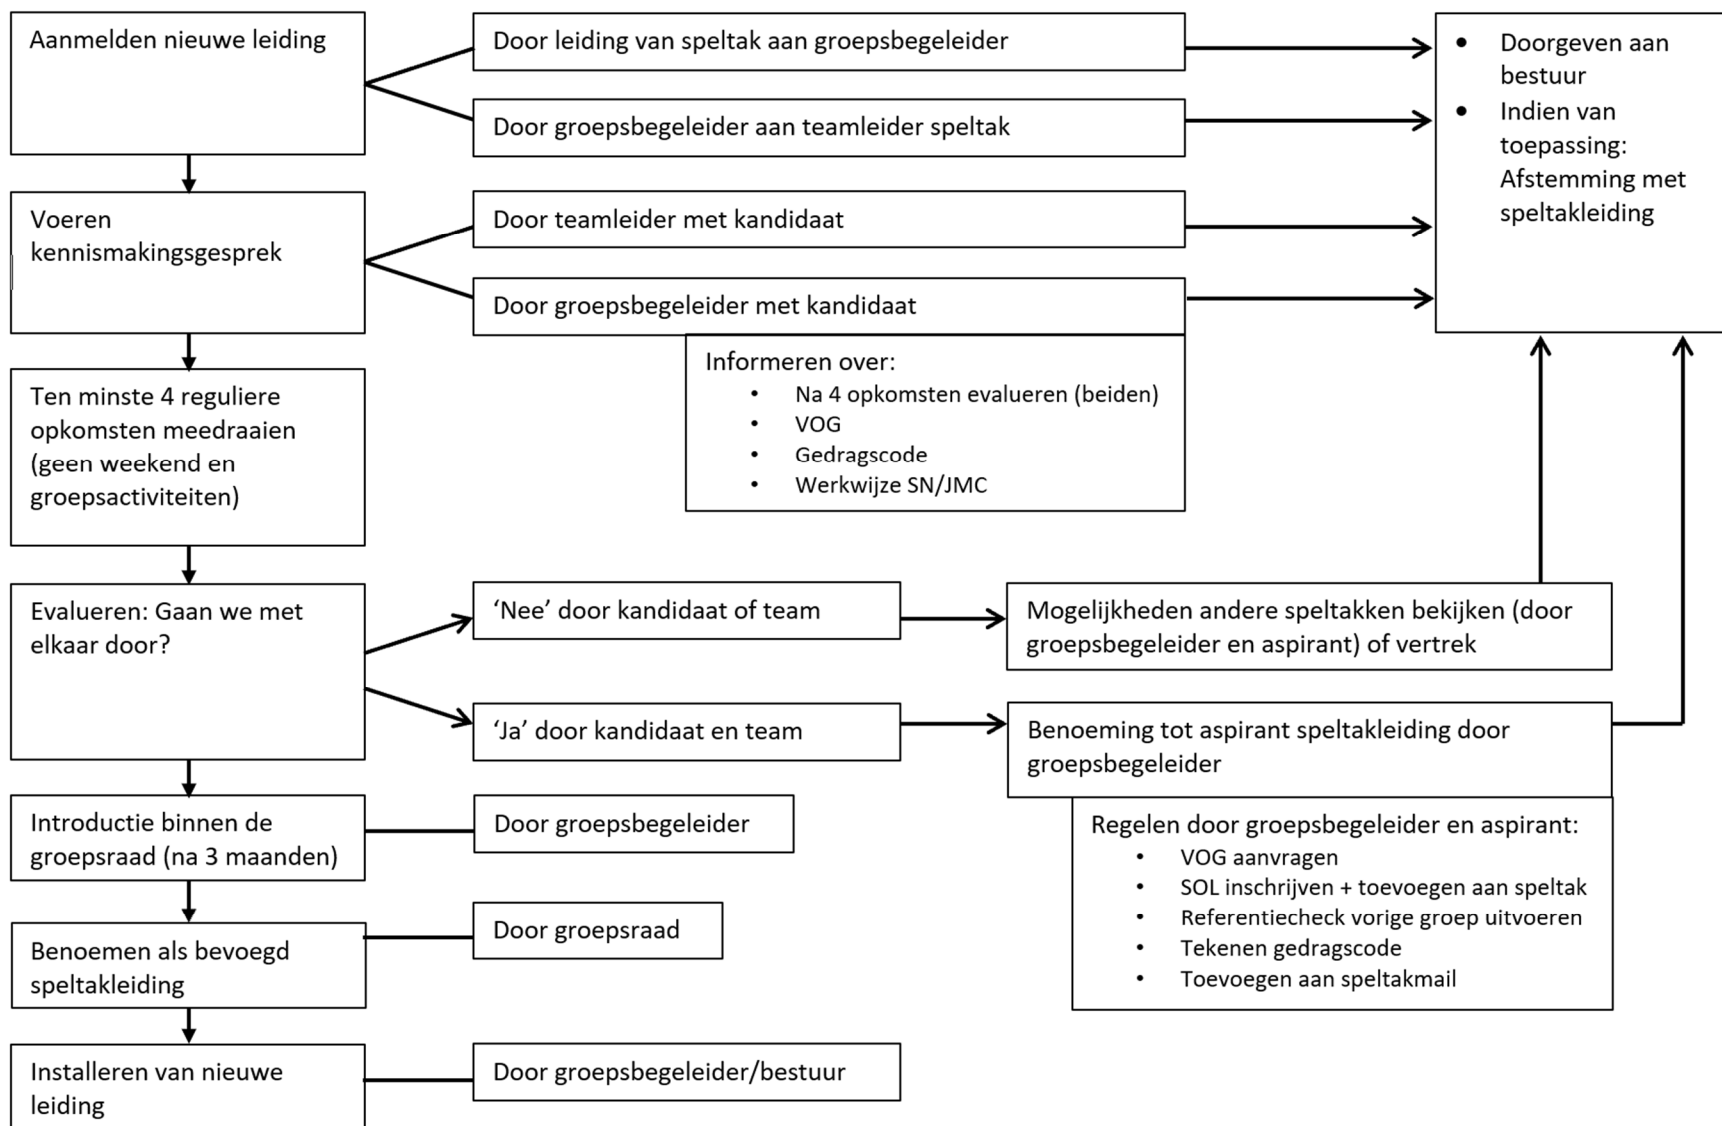 Aanmelden nieuwe leiding
Door leiding van speltak aan groepsbegeleider
Door groepsbegeleider aan teamleider speltak
• Doorgeven aan
bestuur
• Indien van
toepassing:
Afstemming met
speltakleiding
Voeren
kennismakingsgesprek
Door teamleider met kandidaat
Door groepsbegeleider met kandidaat
Informeren over:
• Na 4 opkomsten evalueren (beiden)
• VOG
• Gedragscode
• Werkwijze SN/JMC
Ten minste 4 reguliere
opkomsten meedraaien
(geen weekend en
groepsactiviteiten)
Evalueren: Gaan we met
elkaar door?
‘Nee’ door kandidaat of team
Mogelijkheden andere speltakken bekijken (door
groepsbegeleider en aspirant) of vertrek
‘Ja’ door kandidaat en team
Benoeming tot aspirant speltakleiding door
groepsbegeleider
Regelen door groepsbegeleider en aspirant:
• VOG aanvragen
• SOL inschrijven + toevoegen aan speltak
• Referentiecheck vorige groep uitvoeren
• Tekenen gedragscode
• Toevoegen aan speltakmail
Introductie binnen de
groepsraad (na 3 maanden)
Door groepsbegeleider
Benoemen als bevoegd
speltakleiding
Door groepsraad
Installeren van nieuwe
leiding
Door groepsbegeleider/bestuur